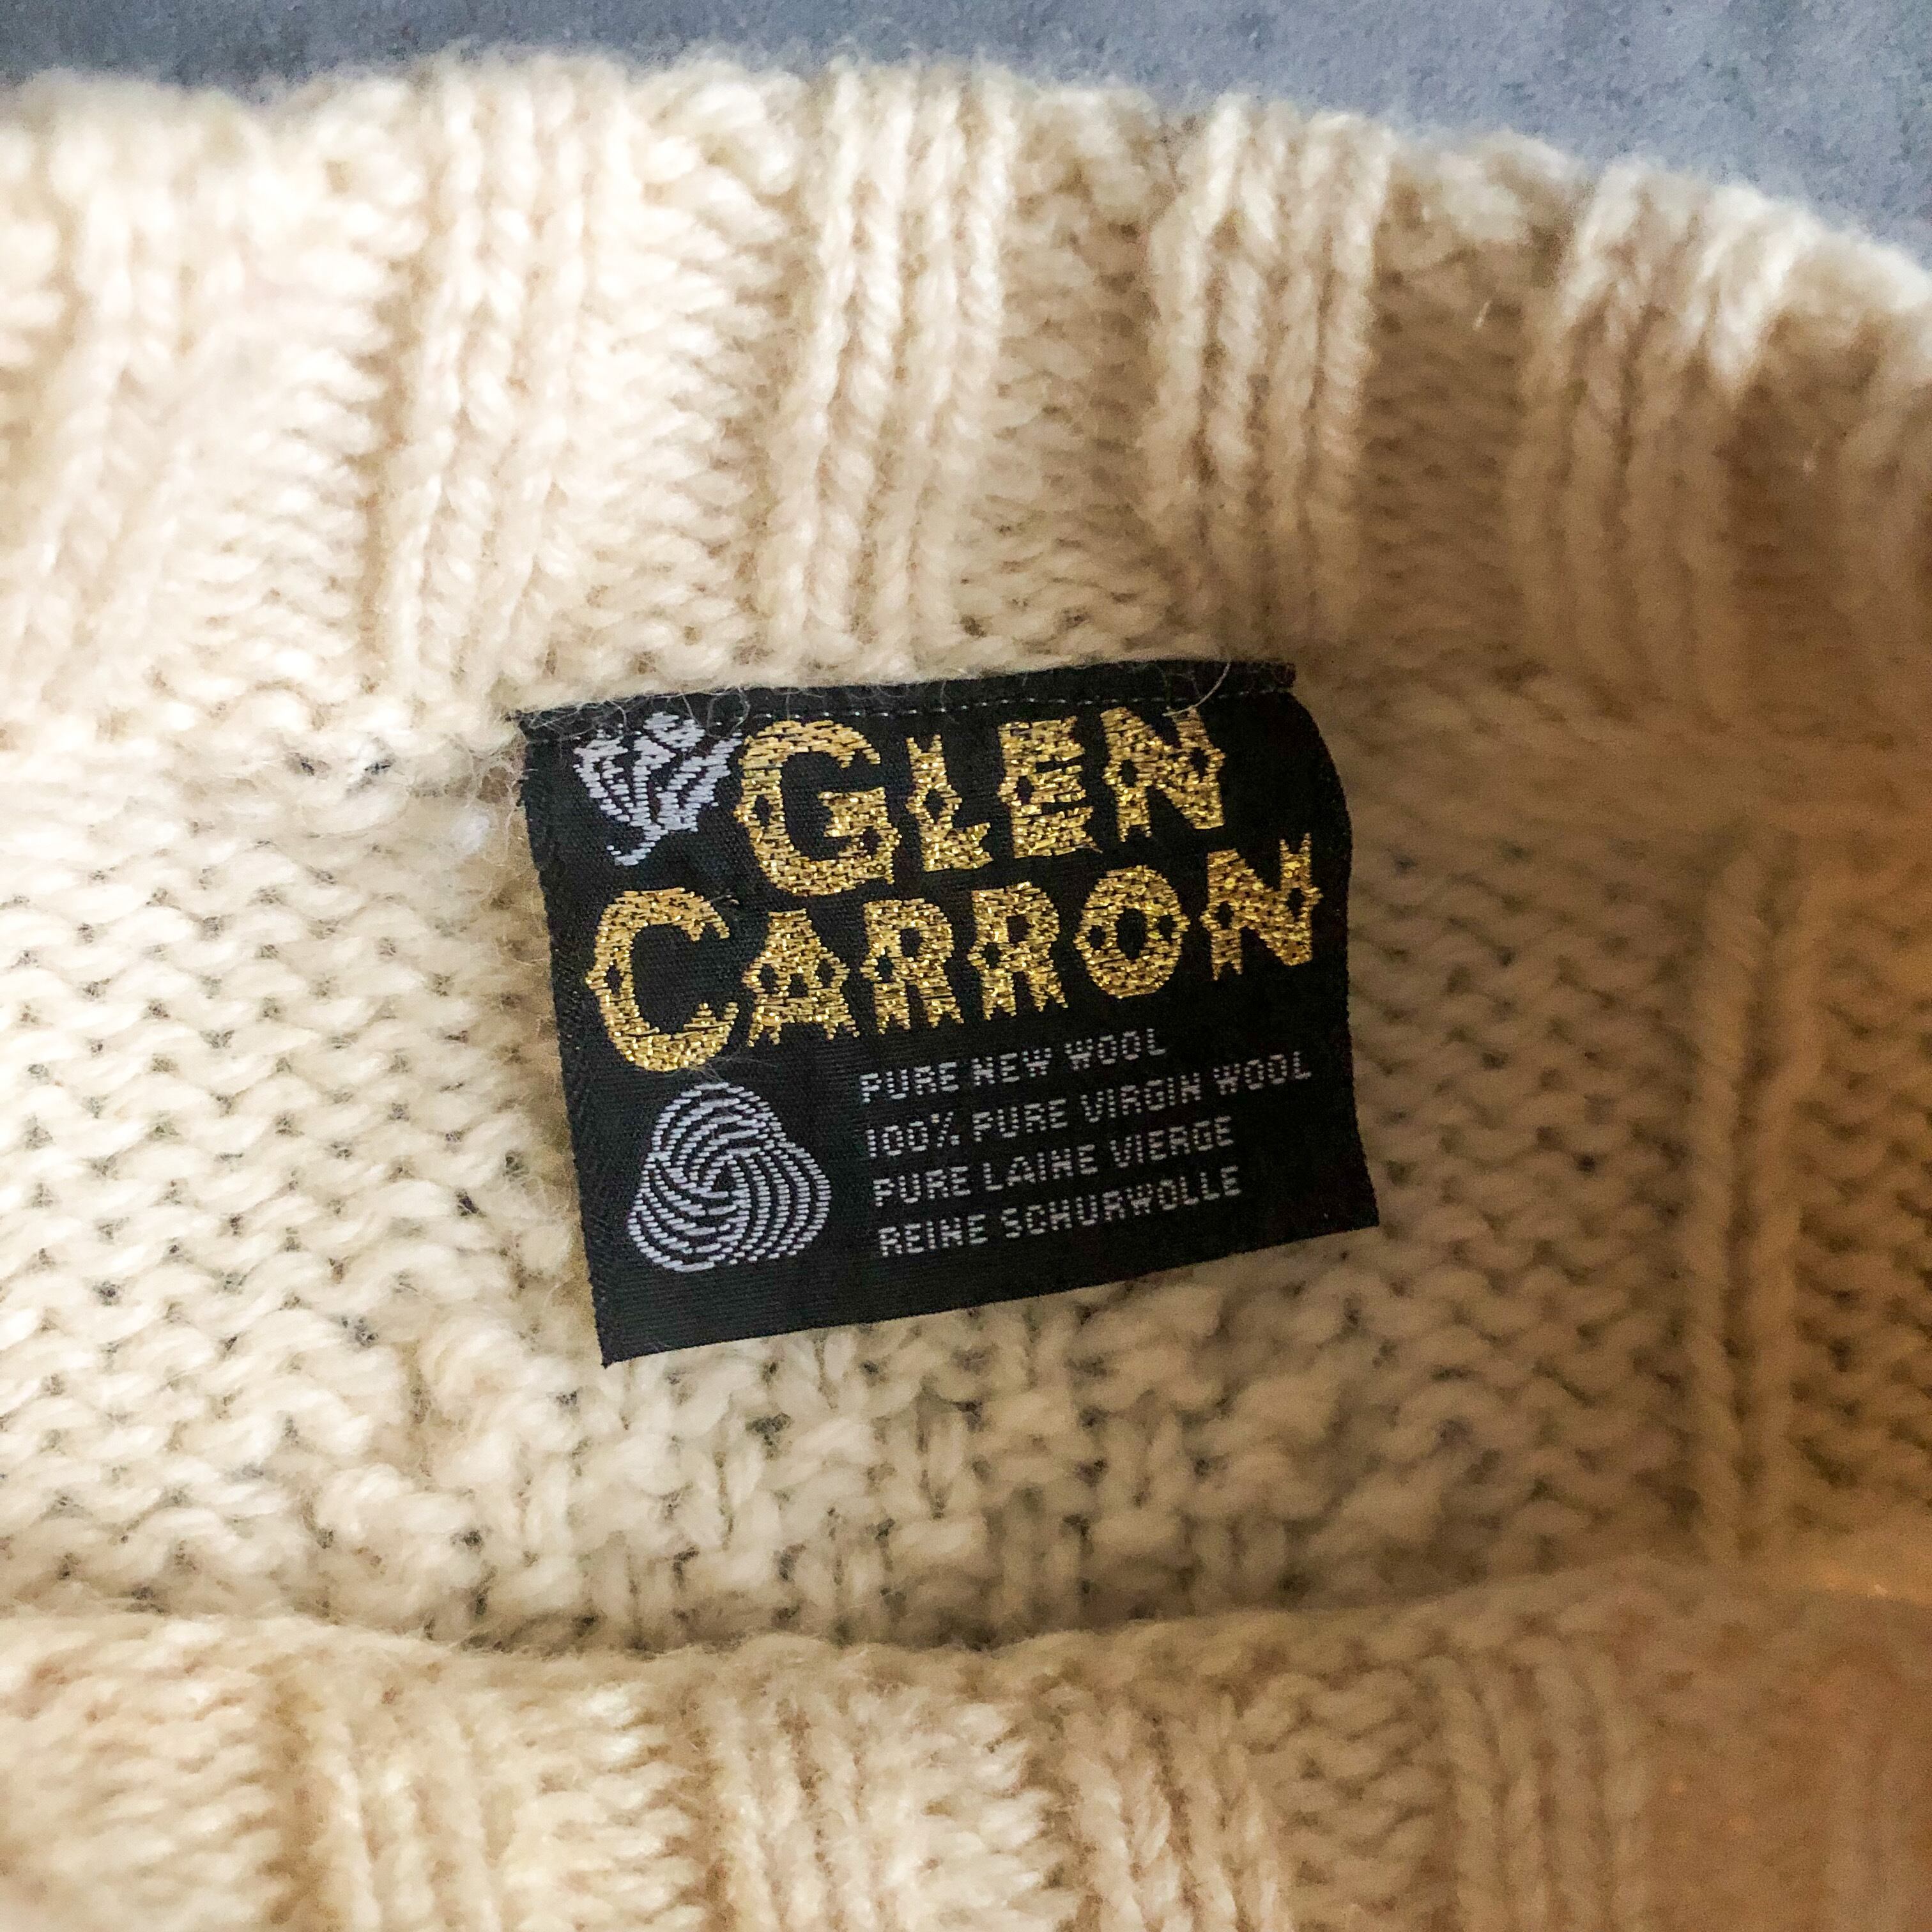 GLEN
CARRON
PURE NEW WOOL
100% PURE VIRGIN WOOL
PURE LAINE VIERGE
REINE SCHURWOLLE